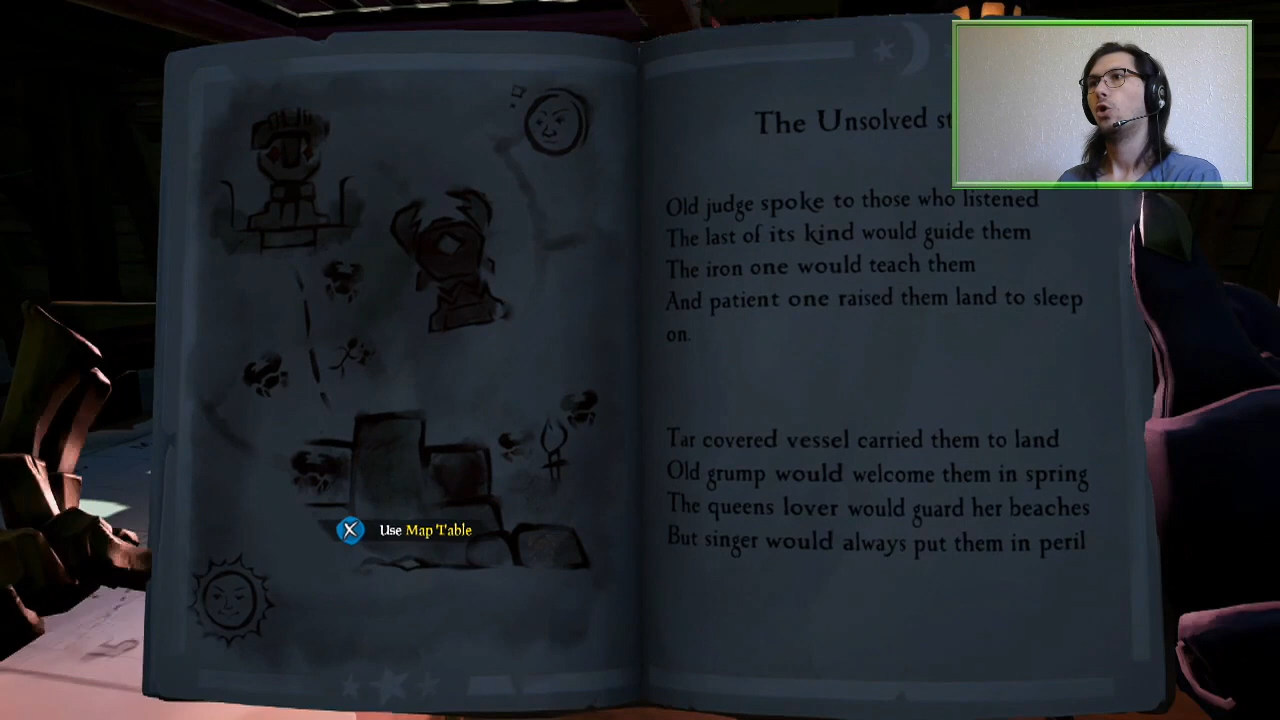 The Unsolved
Old judge spoke to those who listened
The last of its kind would guide them
The iron one would teach them
And patient one raised them land to sleep
on.
Tar covered vessel carried them to land
Old grump would welcome them in spring
The queens lover would guard her beaches
But singer would always put them in peril
X Use Map Table